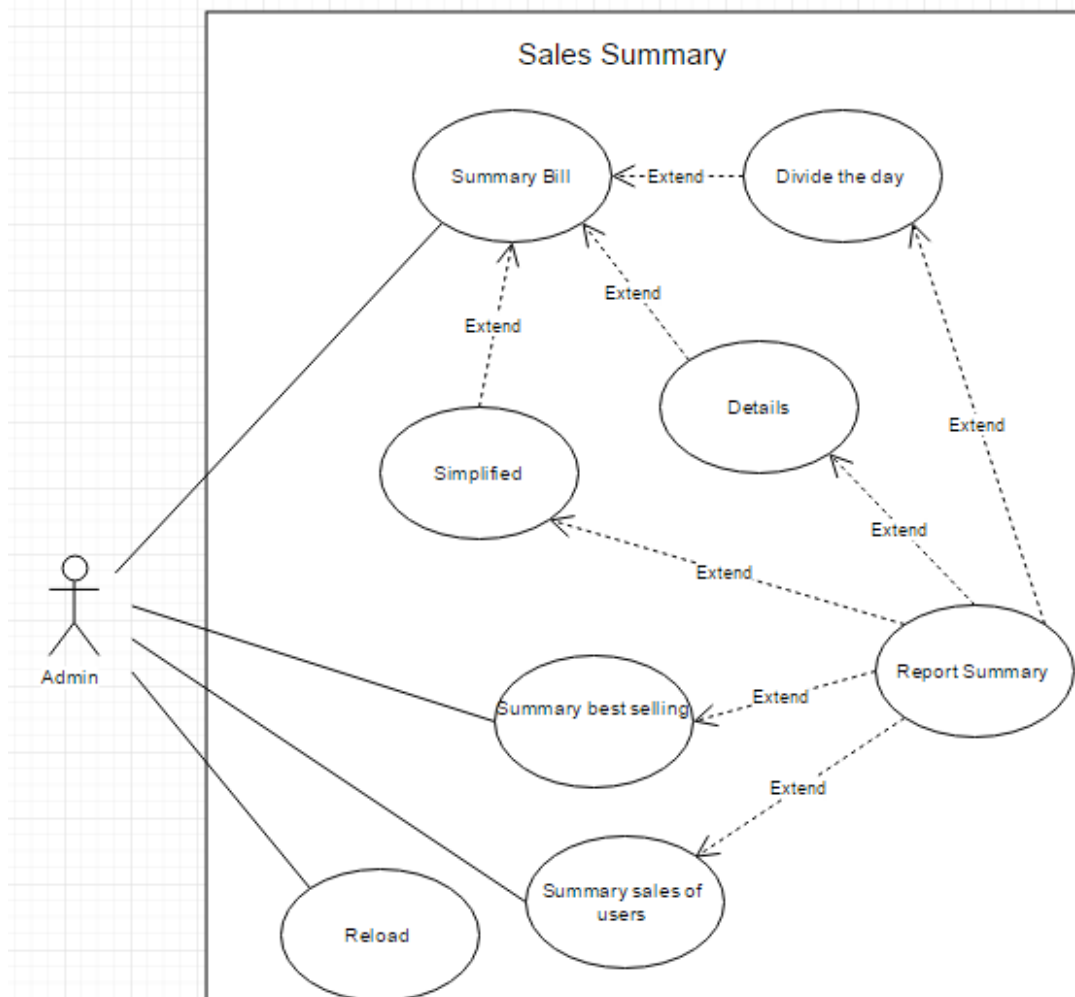 Sales Summary
Summary Bill
Extend
Divide the day
Extend
Extend
Details
Extend
Simplified
Extend
Extend
Admin
Report Summary
Summary best selling
Extend
Extend
Summary sales of
users
Reload